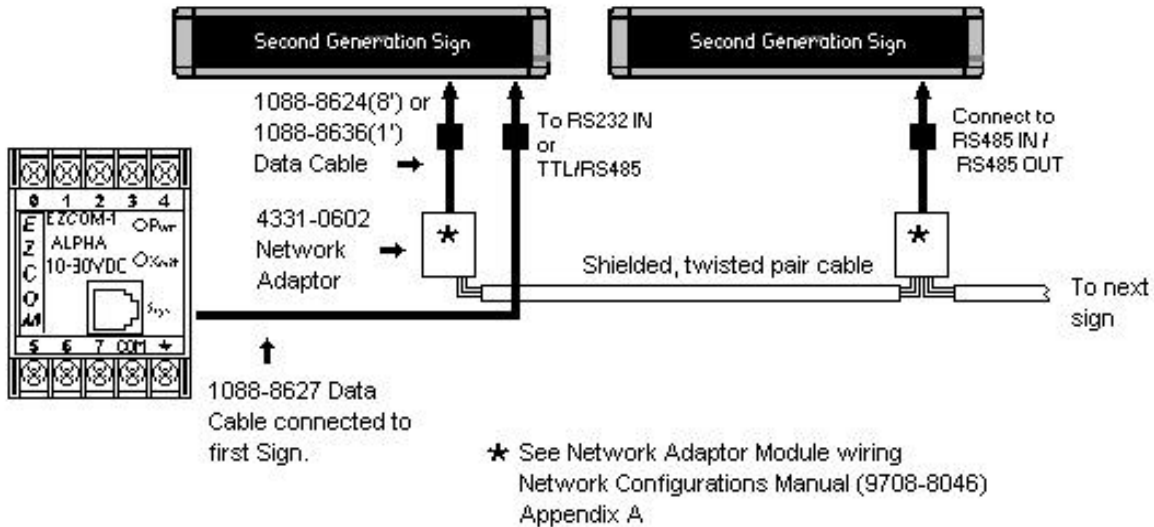 Second Generation Sign
Second Generation Sign
1088-8624(8') or
1088-8636(1')
Data Cable
To RS232 IN
or
TTL/RS485
Connect to
RS485 IN /
RS485 OUT
0 1 2 3 4
EZCOM
EZCOM-1
ALPHA
10-30VDC
Pwr
Xmit
Sign
5 6 7 COM
4331-0602
Network
Adaptor
*
*
Shielded, twisted pair cable
To next
sign
1088-8627 Data
Cable connected to
first Sign.
* See Network Adaptor Module wiring
Network Configurations Manual (9708-8046)
Appendix A